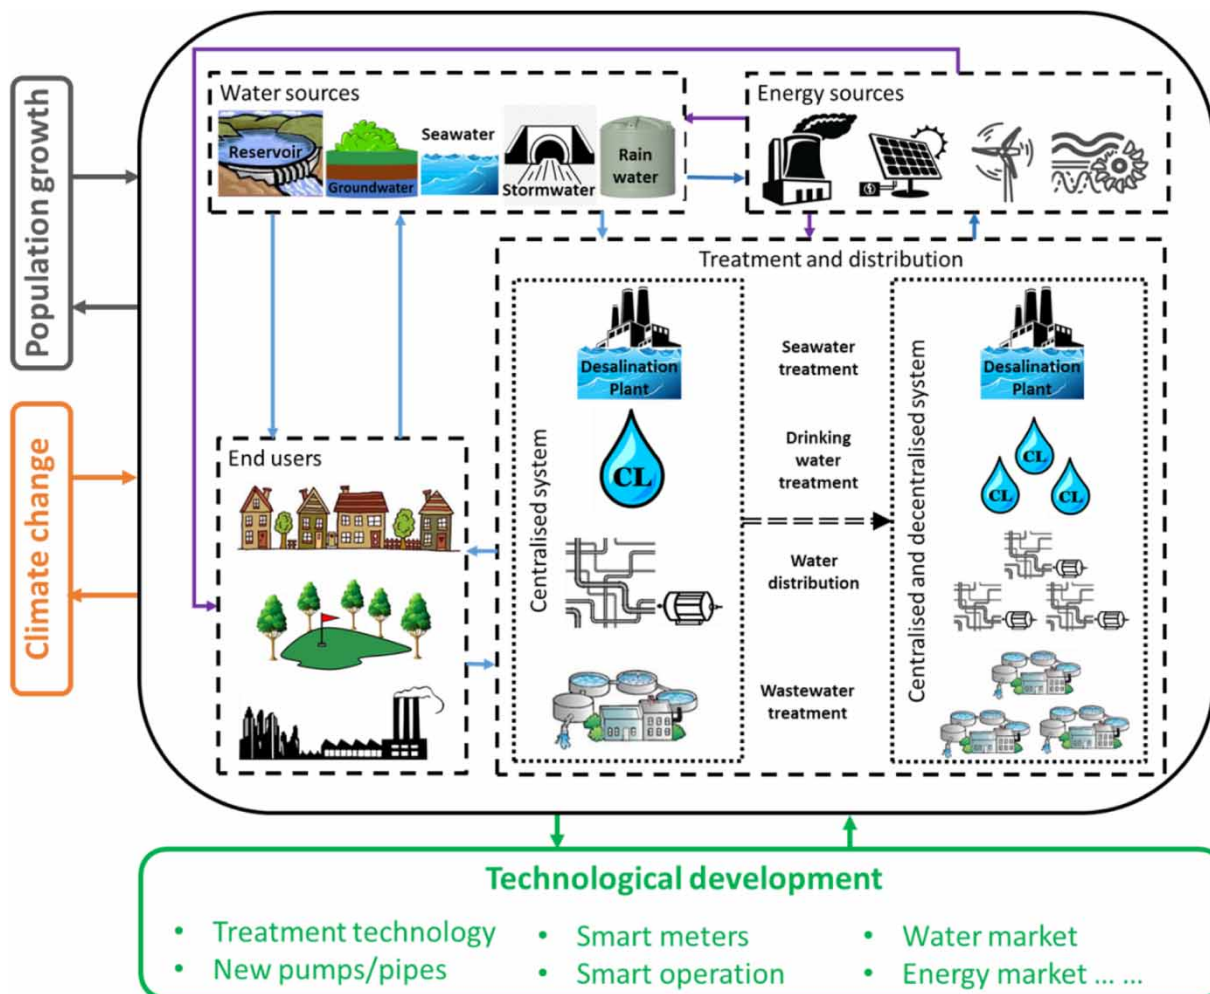 Population growth
Climate change
Water sources
Reservoir
Groundwater
Seawater
Stormwater
Rain
water
Energy sources
Treatment and distribution
Centralised system
Desalination
Plant
CL
Seawater
treatment
Drinking
water
treatment
Water
distribution
Wastewater
treatment
Centralised and decentralised system
Desalination
Plant
CL
CL
CL
End users
Technological development
• Treatment technology
• New pumps/pipes
• Smart meters
• Smart operation
• Water market
• Energy market ... ...